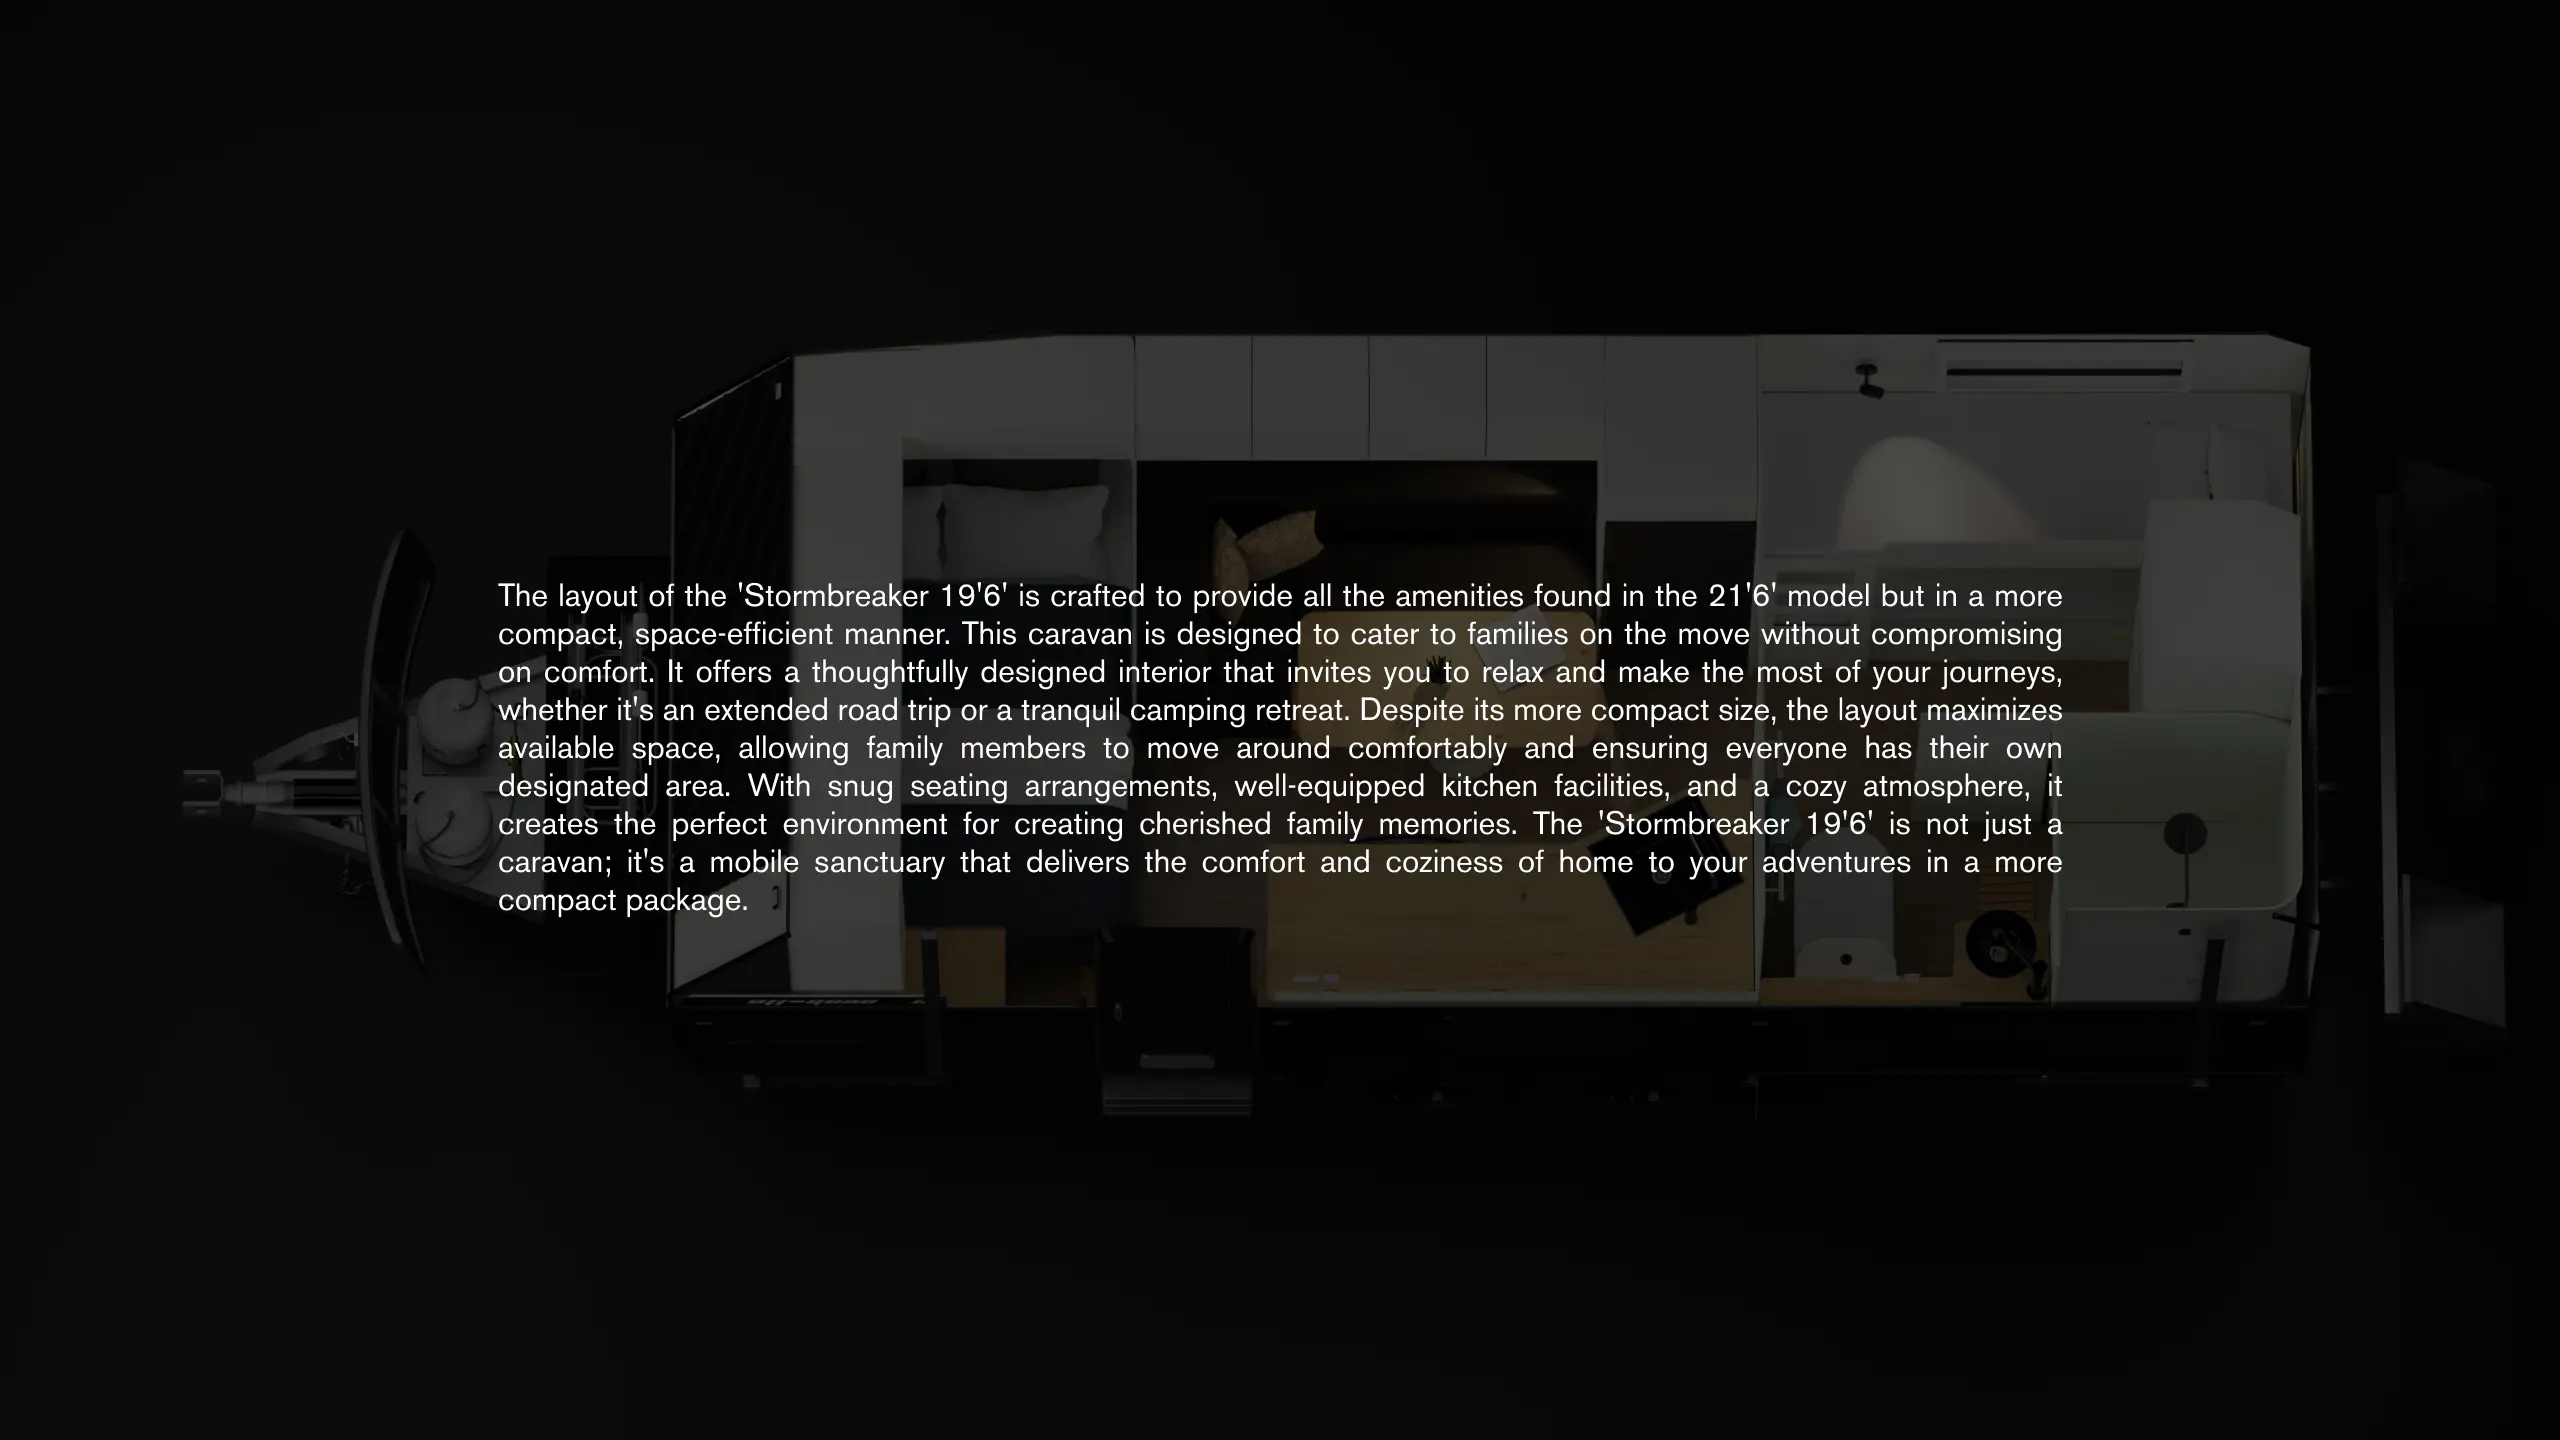 The layout of the 'Stormbreaker 19'6' is crafted to provide all the amenities found in the 21'6' model but in a more
compact, space-efficient manner. This caravan is designed to cater to families on the move without compromising
on comfort. It offers a thoughtfully designed interior that invites you to relax and make the most of your journeys,
whether it's an extended road trip or a tranquil camping retreat. Despite its more compact size, the layout maximizes
available space, allowing family members to move around comfortably and ensuring everyone has their own
designated area. With snug seating arrangements, well-equipped kitchen facilities, and a cozy atmosphere, it
creates the perfect environment for creating cherished family memories. The 'Stormbreaker 19'6' is not just a
caravan; it's a mobile sanctuary that delivers the comfort and coziness of home to your adventures in a more
compact package.